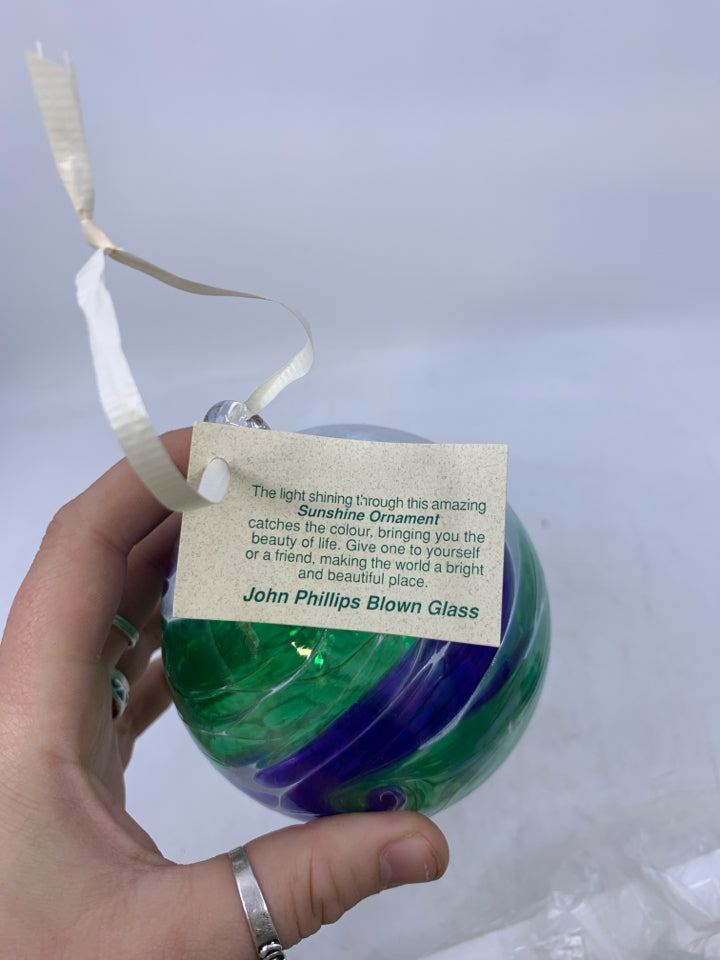 The light shining through this amazing
Sunshine Ornament
catches the colour, bringing you the
beauty of life. Give one to yourself
or a friend, making the world a bright
and beautiful place.
John Phillips Blown Glass